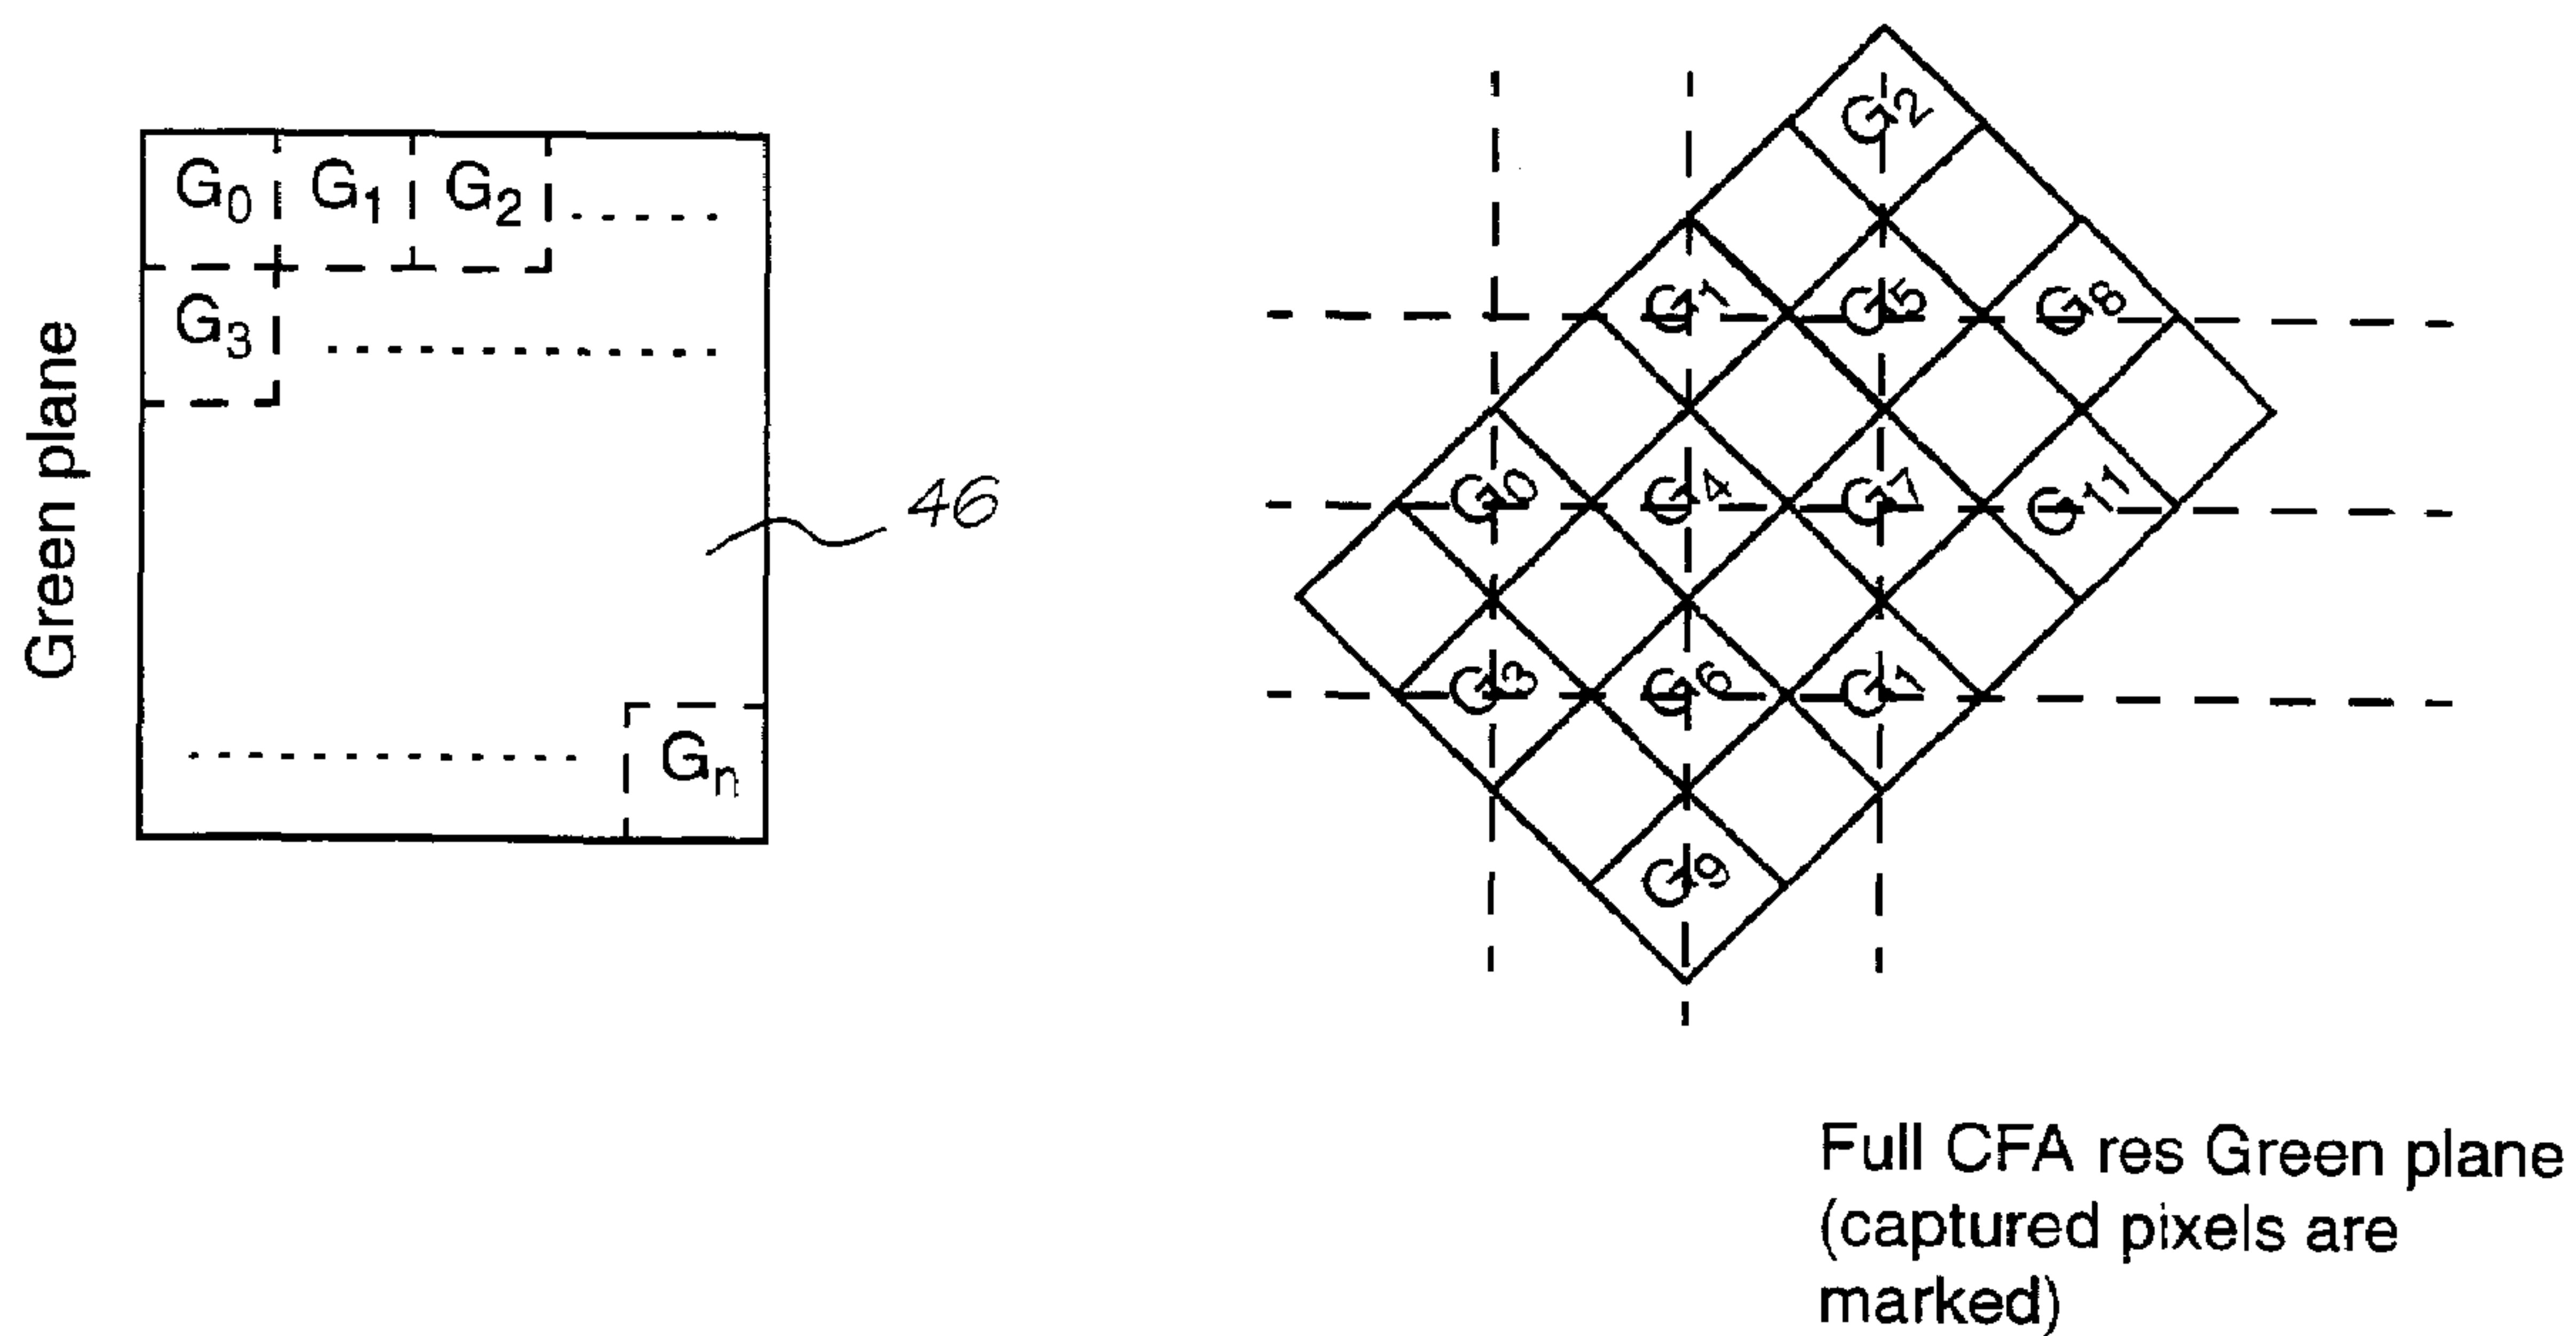 Green plane
G0 G1 G2
G3
Gn
46
G2
G1 G5 G8
G0 G4 G7 G11
G3 G6 G1
G9
Full CFA res Green plane
(captured pixels are
marked)